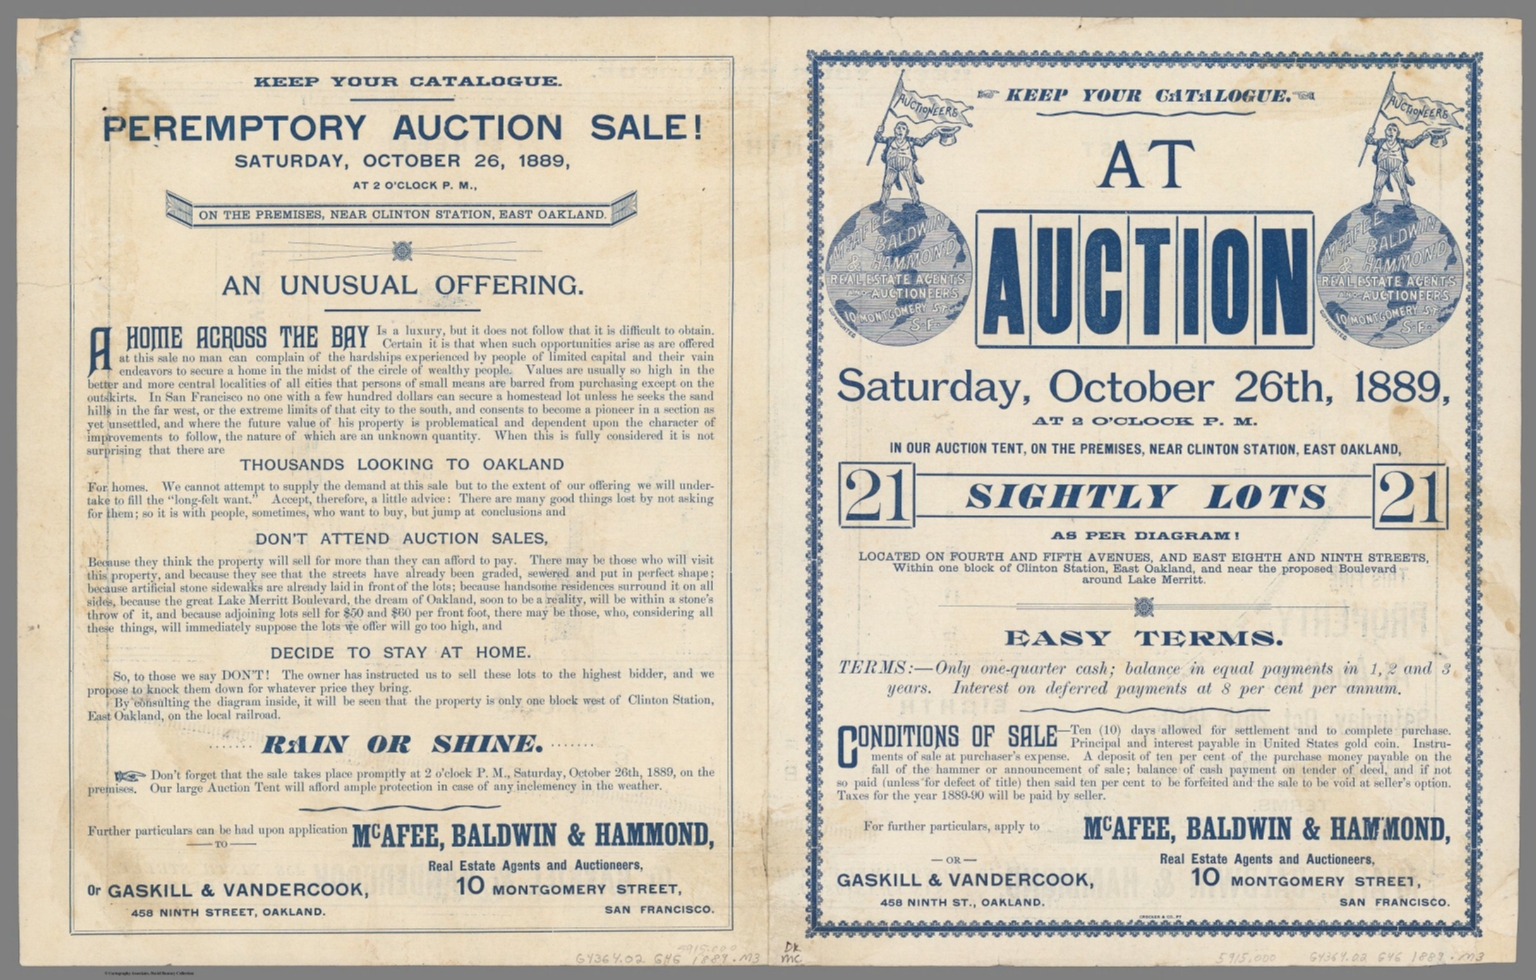 KEEP YOUR CATALOGUE.
PEREMPTORY AUCTION SALE!
SATURDAY, OCTOBER 26, 1889,
AT 2 O'CLOCK P. M.,
ON THE PREMISES, NEAR CLINTON STATION, EAST OAKLAND.
AN UNUSUAL OFFERING.
A HOME ACROSS THE BAY Is a luxury, but it does not follow that it is difficult to obtain.
Certain it is that when such opportunities arise as are offered
at this sale no man can complain of the hardships experienced by people of limited capital and their vain
endeavors to secure a home in the midst of the circle of wealthy people. Values are usually so high in the
better and more central localities of all cities that persons of small means are barred from purchasing except on the
outskirts. In San Francisco no one with a few hundred dollars can secure a homestead lot unless he seeks the sand
hills in the far west, or the extreme limits of that city to the south, and consents to become a pioneer in a section as
yet unsettled, and where the future value of his property is problematical and dependent upon the character of
improvements to follow, the nature of which are an unknown quantity. When this is fully considered it is not
surprising that there are
THOUSANDS LOOKING TO OAKLAND
For homes. We cannot attempt to supply the demand at this sale but to the extent of our offering we will under-
take to fill the "long-felt want." Accept, therefore, a little advice: There are many good things lost by not asking
for them; so it is with people, sometimes, who want to buy, but jump at conclusions and
DON'T ATTEND AUCTION SALES,
Because they think the property will sell for more than they can afford to pay. There may be those who will visit
this property, and because they see that the streets have already been graded, sewered and put in perfect shape;
because artificial stone sidewalks are already laid in front of the lots; because handsome residences surround it on all
sides, because the great Lake Merritt Boulevard, the dream of Oakland, soon to be a reality, will be within a stone's
throw of it, and because adjoining lots sell for $50 and $60 per front foot, there may be those, who, considering all
these things, will immediately suppose the lots we offer will go too high, and
DECIDE TO STAY AT HOME.
So, to those we say DON'T! The owner has instructed us to sell these lots to the highest bidder, and we
propose to knock them down for whatever price they bring.
By consulting the diagram inside, it will be seen that the property is only one block west of Clinton Station,
East Oakland, on the local railroad.
RAIN OR SHINE.
Don't forget that the sale takes place promptly at 2 o'clock P. M., Saturday, October 26th, 1889, on the
premises. Our large Auction Tent will afford ample protection in case of any inclemency in the weather.
Further particulars can be had upon application
TO
McAFEE, BALDWIN & HAMMOND,
Real Estate Agents and Auctioneers,
10 MONTGOMERY STREET,
SAN FRANCISCO.
Or GASKILL & VANDERCOOK,
458 NINTH STREET, OAKLAND.
KEEP YOUR CATALOGUE.
AUCTIONEERS
McAFEE
BALDWIN
& HAMMOND
REAL ESTATE AGENTS
AND AUCTIONEERS
10 MONTGOMERY ST.
S.F.
COPYRIGHTED
AUCTIONEERS
McAFEE
BALDWIN
& HAMMOND
REAL ESTATE AGENTS
AND AUCTIONEERS
10 MONTGOMERY ST.
S.F.
COPYRIGHTED
AT
AUCTION
Saturday, October 26th, 1889,
AT 2 O'CLOCK P. M.
IN OUR AUCTION TENT, ON THE PREMISES, NEAR CLINTON STATION, EAST OAKLAND,
21 SIGHTLY LOTS 21
AS PER DIAGRAM!
LOCATED ON FOURTH AND FIFTH AVENUES, AND EAST EIGHTH AND NINTH STREETS,
Within one block of Clinton Station, East Oakland, and near the proposed Boulevard
around Lake Merritt.
EASY TERMS.
TERMS:—Only one-quarter cash; balance in equal payments in 1, 2 and 3
years. Interest on deferred payments at 8 per cent per annum.
CONDITIONS OF SALE—Ten (10) days allowed for settlement and to complete purchase.
Principal and interest payable in United States gold coin. Instru-
ments of sale at purchaser's expense. A deposit of ten per cent of the purchase money payable on the
fall of the hammer or announcement of sale; balance of cash payment on tender of deed, and if not
so paid (unless for defect of title) then said ten per cent to be forfeited and the sale to be void at seller's option.
Taxes for the year 1889-90 will be paid by seller.
For further particulars, apply to
McAFEE, BALDWIN & HAMMOND,
Real Estate Agents and Auctioneers,
10 MONTGOMERY STREET,
SAN FRANCISCO.
—OR—
GASKILL & VANDERCOOK,
458 NINTH ST., OAKLAND.
5915.000
G4364.02 G46 1889.M3
DK
MC
5915.000 G4364.02 G46 1889.M3
© Cartography Associates, David Rumsey Collection